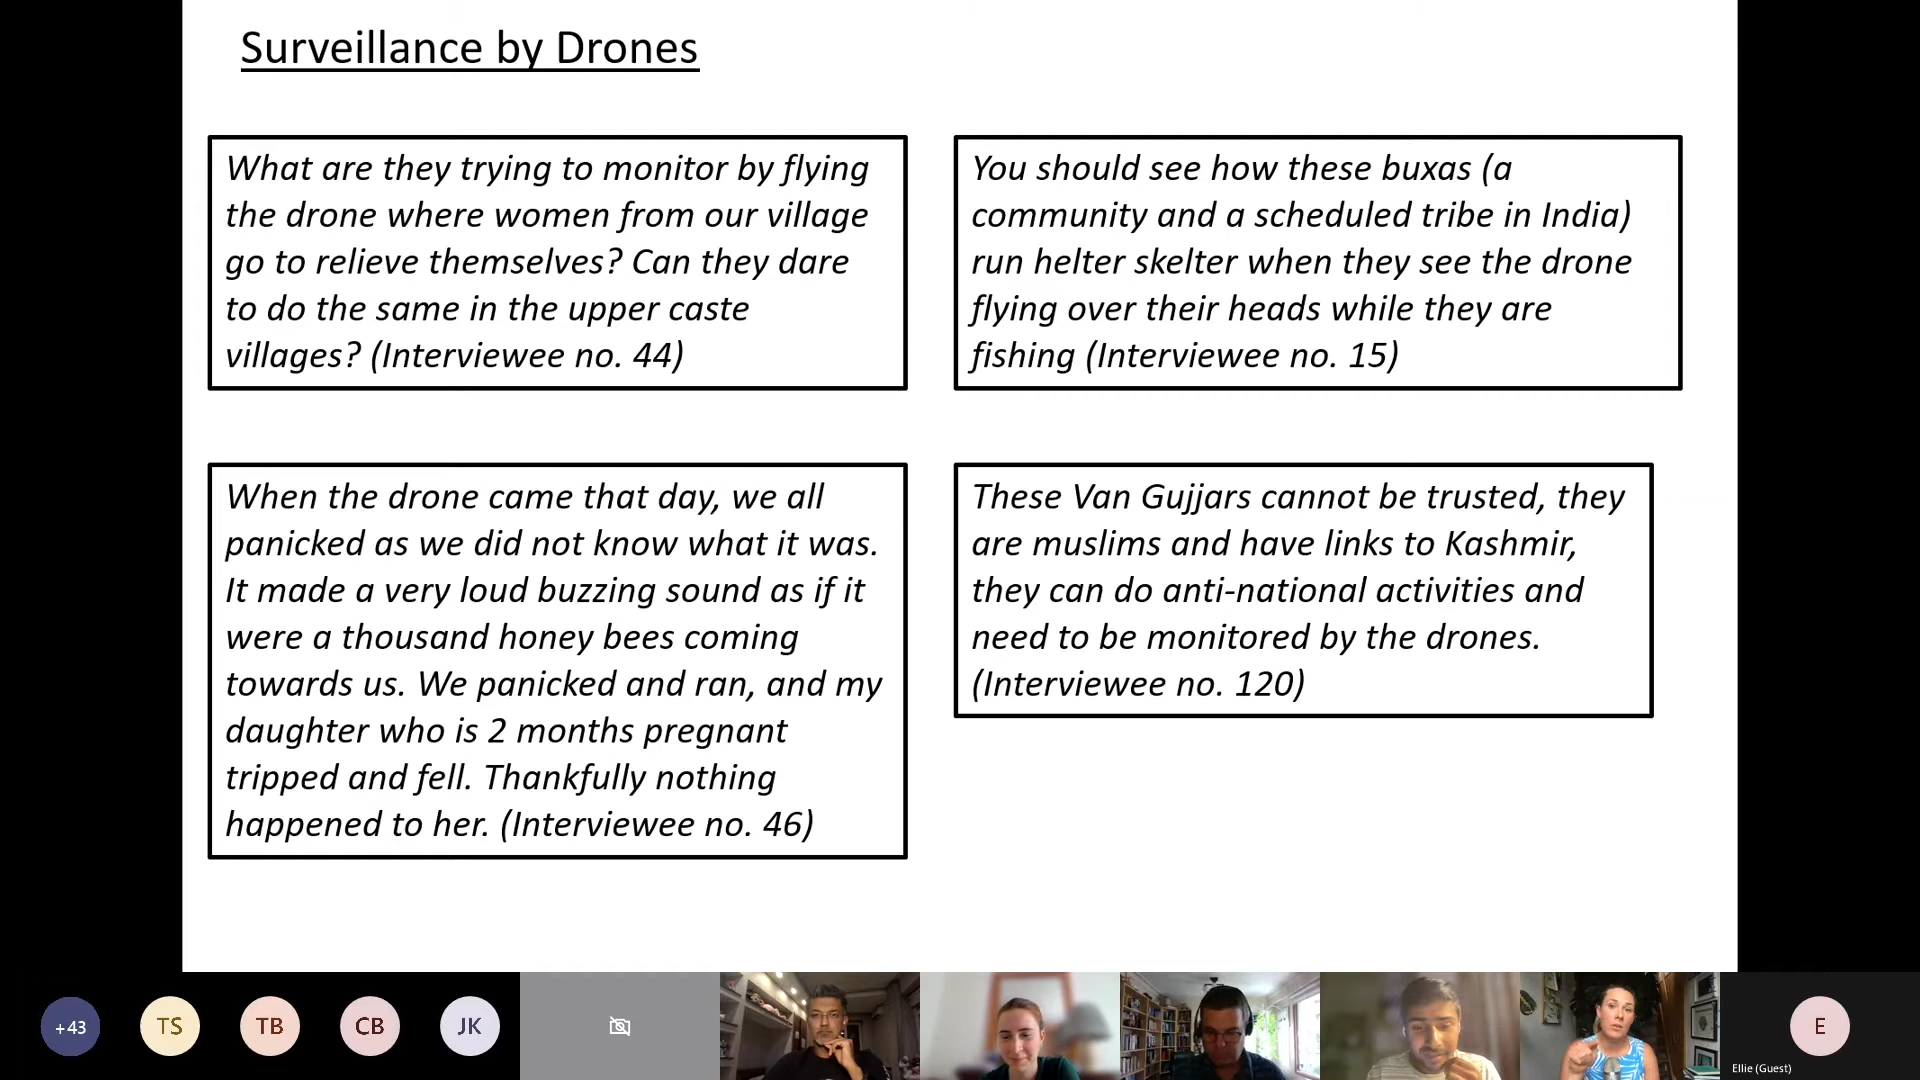 Surveillance by Drones
What are they trying to monitor by flying
the drone where women from our village
go to relieve themselves? Can they dare
to do the same in the upper caste
villages? (Interviewee no. 44)
You should see how these buxas (a
community and a scheduled tribe in India)
run helter skelter when they see the drone
flying over their heads while they are
fishing (Interviewee no. 15)
When the drone came that day, we all
panicked as we did not know what it was.
It made a very loud buzzing sound as if it
were a thousand honey bees coming
towards us. We panicked and ran, and my
daughter who is 2 months pregnant
tripped and fell. Thankfully nothing
happened to her. (Interviewee no. 46)
These Van Gujjars cannot be trusted, they
are muslims and have links to Kashmir,
they can do anti-national activities and
need to be monitored by the drones.
(Interviewee no. 120)
+43
TS
TB
CB
JK
E
Ellie (Guest)